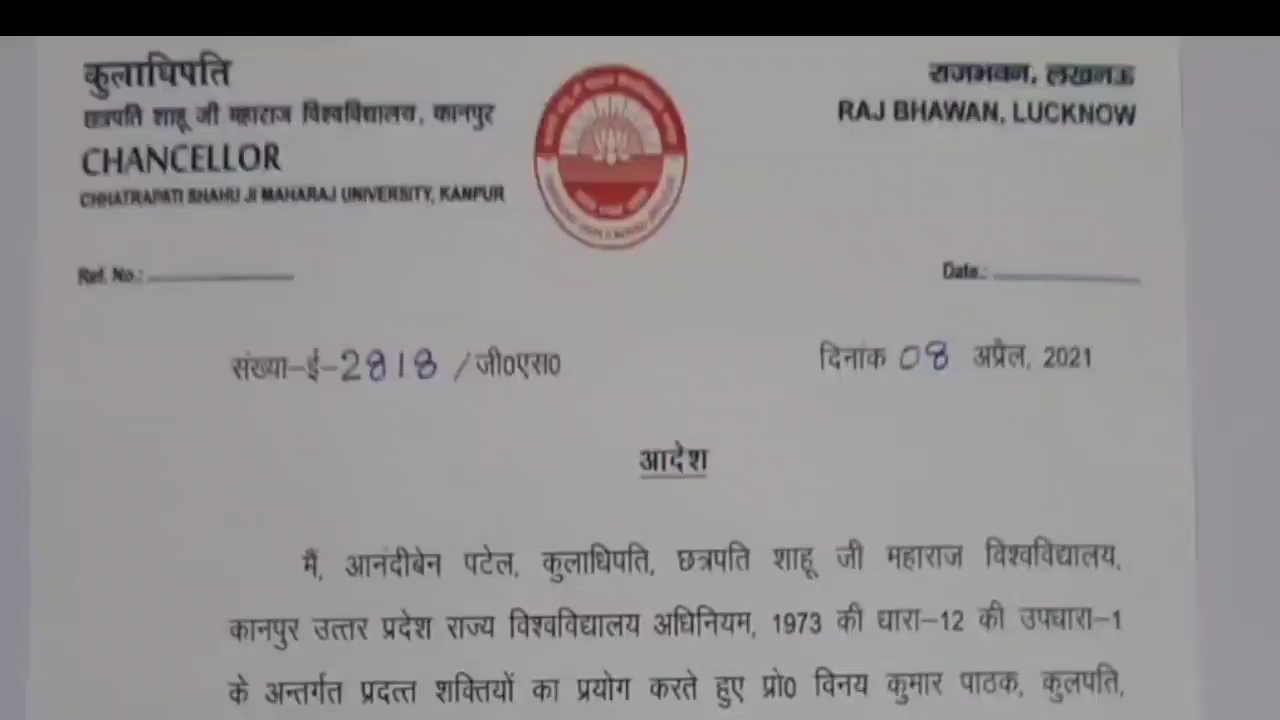 कुलाधिपति
छत्रपति शाहू जी महाराज विश्वविद्यालय, कानपुर
CHANCELLOR
CHHATRAPATI SHAHU JI MAHARAJ UNIVERSITY, KANPUR
राजभवन, लखनऊ
RAJ BHAWAN, LUCKNOW
Ref. No.:
Date.:
संख्या-ई-2818 /जी0एस0
दिनांक 08 अप्रैल, 2021
आदेश
मैं, आनंदीबेन पटेल, कुलाधिपति, छत्रपति शाहू जी महाराज विश्वविद्यालय,
कानपुर उत्तर प्रदेश राज्य विश्वविद्यालय अधिनियम, 1973 की धारा-12 की उपधारा-1
के अन्तर्गत प्रदत्त शक्तियों का प्रयोग करते हुए प्रो0 विनय कुमार पाठक, कुलपति,